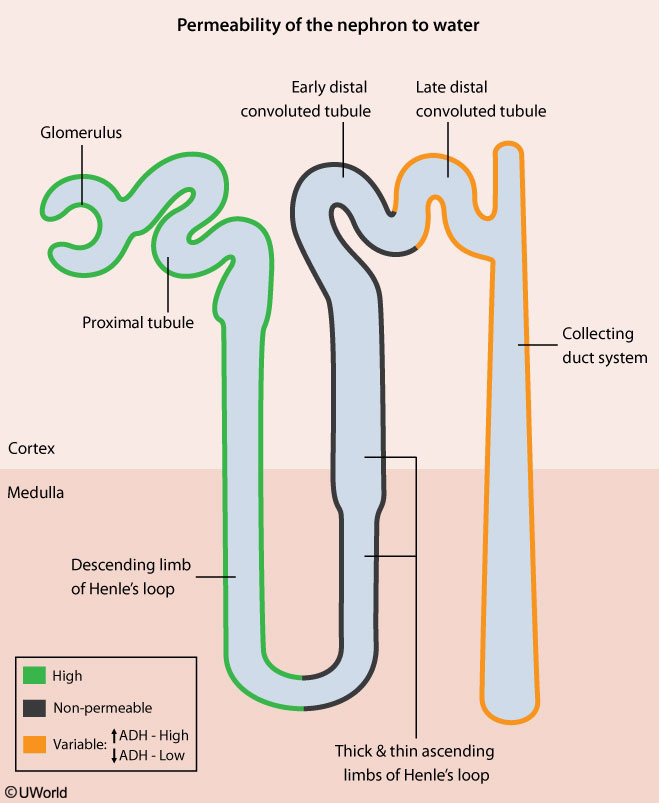 Permeability of the nephron to water
Early distal
convoluted tubule
Late distal
convoluted tubule
Glomerulus
Proximal tubule
Collecting
duct system
Cortex
Medulla
Descending limb
of Henle's loop
High
Non-permeable
Variable: ⬆ADH - High
⬇ADH - Low
Thick & thin ascending
limbs of Henle's loop
©UWorld